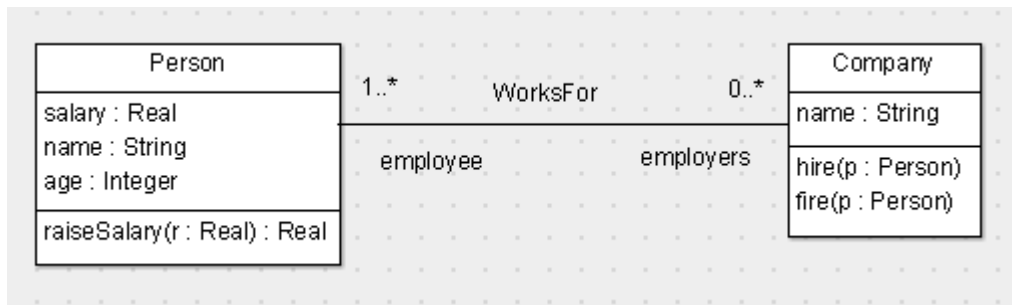 Person
salary : Real
name : String
age : Integer
raiseSalary(r : Real) : Real
1..*
WorksFor
0..*
employee
employers
Company
name : String
hire(p : Person)
fire(p : Person)